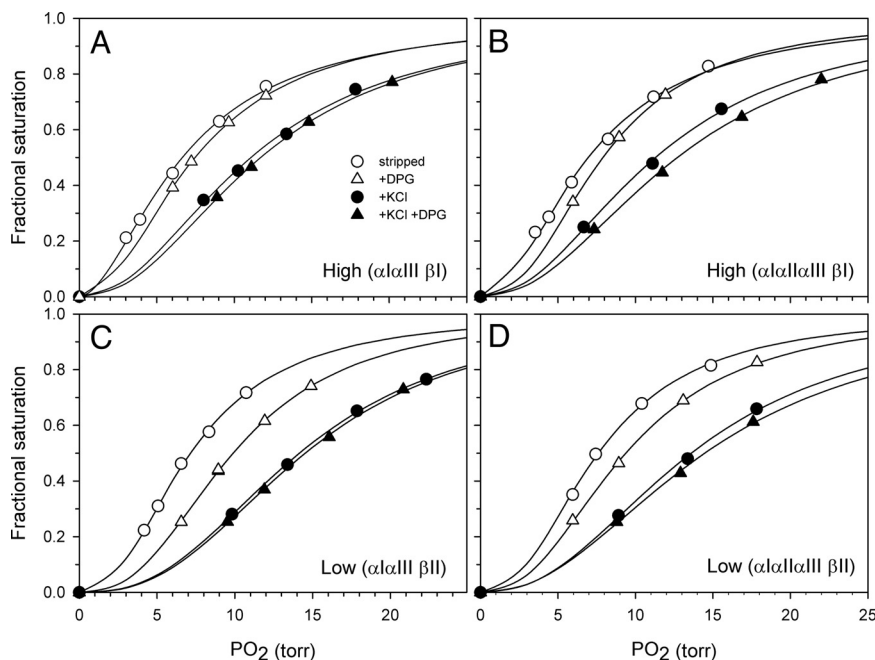 A
B
1.0
0.8
0.6
0.4
0.2
0.0
Fractional saturation
stripped
+DPG
+KCl
+KCl +DPG
High (αIαIII βI)
High (αIαIIαIII βI)
C
D
1.0
0.8
0.6
0.4
0.2
0.0
Fractional saturation
Low (αIαIII βII)
Low (αIαIIαIII βII)
0 5 10 15 20
0 5 10 15 20 25
PO2 (torr)
PO2 (torr)